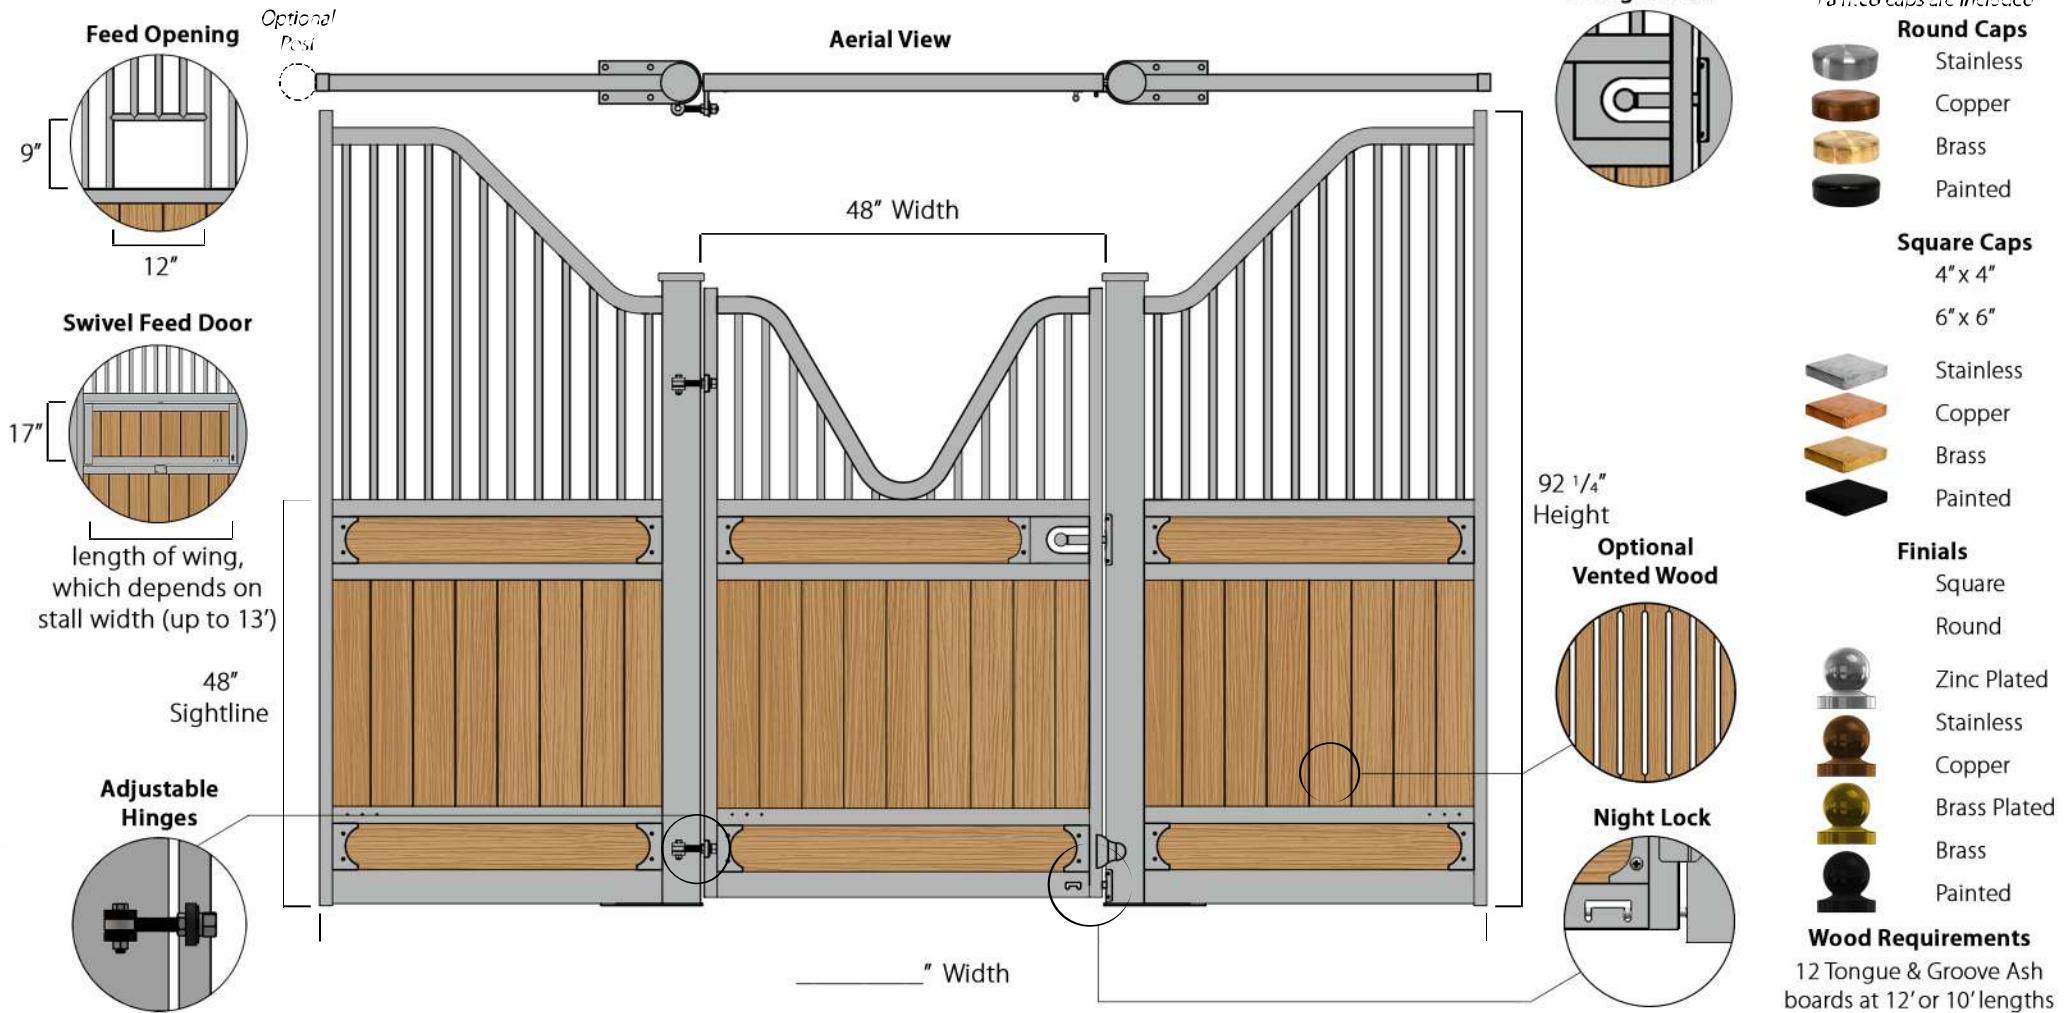 Feed Opening
9″
12″
Swivel Feed Door
17″
length of wing,
which depends on
stall width (up to 13’)
48″
Sightline
Adjustable
Hinges
Optional
Post
Aerial View
48″ Width
92 1/4″
Height
Optional
Vented Wood
Night Lock
″ Width
caps are included
Round Caps
Stainless
Copper
Brass
Painted
Square Caps
4″ x 4″
6″ x 6″
Stainless
Copper
Brass
Painted
Finials
Square
Round
Zinc Plated
Stainless
Copper
Brass Plated
Brass
Painted
Wood Requirements
12 Tongue & Groove Ash
boards at 12’ or 10’ lengths